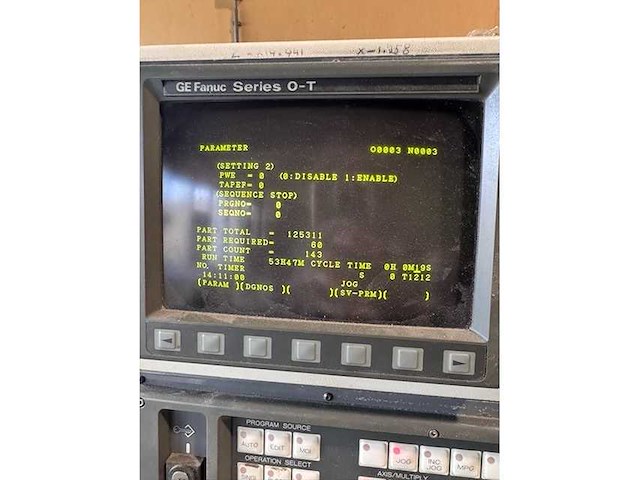 X-1.958
GE Fanuc Series O-T
PARAMETER O0003 N0003
(SETTING 2)
PWE = 0 (0:DISABLE 1:ENABLE)
TAPEF= 0
(SEQUENCE STOP)
PRGNO= 0
SEQNO= 0
PART TOTAL = 125311
PART REQUIRED= 60
PART COUNT = 143
RUN TIME 53H47M CYCLE TIME 0H 0M19S
NO. TIMER S 0 T1212
14:11:08 JOG
(PARAM )(DGNOS )( )(SV-PRM)( )
PROGRAM SOURCE
AUTO EDIT MDI JOG INC JOG MPG
OPERATION SELECT AXIS/MULTIPLY